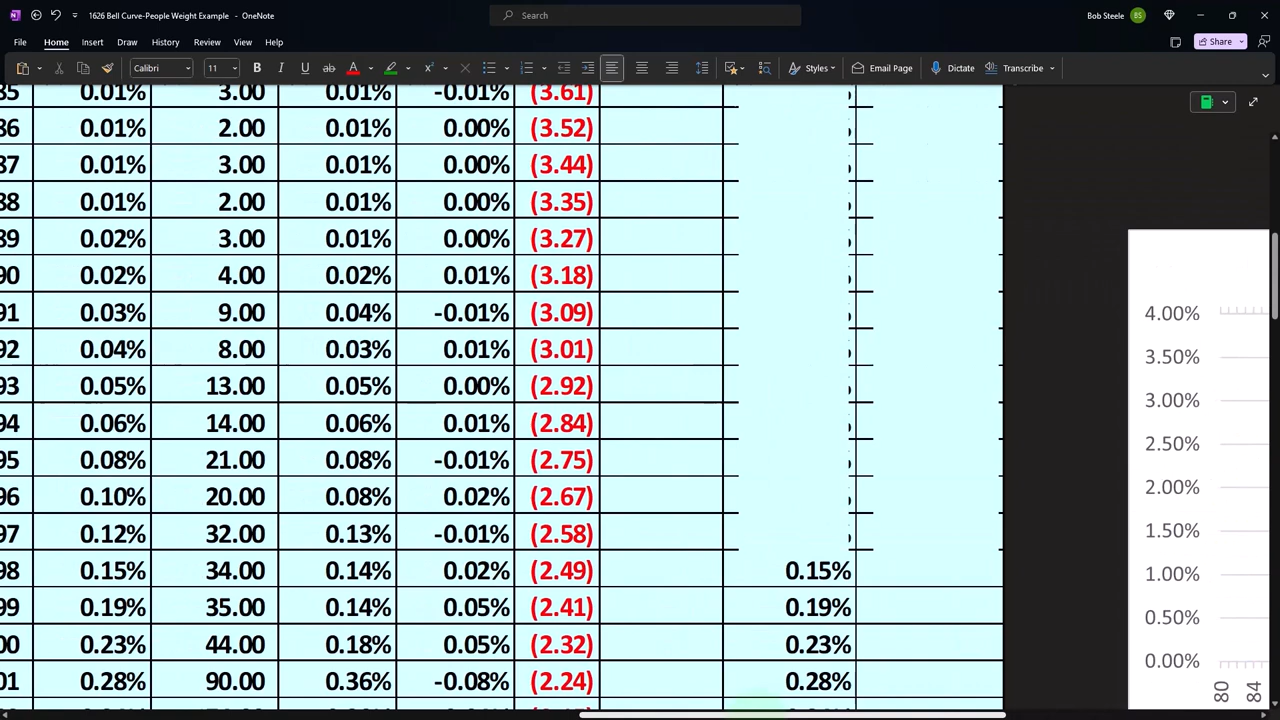 1626 Bell Curve-People Weight Example - OneNote
Search
Bob Steele
BS
File Home Insert Draw History Review View Help
Share
Calibri 11 B I U ab A x Styles Email Page Dictate Transcribe
85 0.01% 3.00 0.01% -0.01% (3.61)
86 0.01% 2.00 0.01% 0.00% (3.52)
87 0.01% 3.00 0.01% 0.00% (3.44)
88 0.01% 2.00 0.01% 0.00% (3.35)
89 0.02% 3.00 0.01% 0.00% (3.27)
90 0.02% 4.00 0.02% 0.01% (3.18)
91 0.03% 9.00 0.04% -0.01% (3.09)
92 0.04% 8.00 0.03% 0.01% (3.01)
93 0.05% 13.00 0.05% 0.00% (2.92)
94 0.06% 14.00 0.06% 0.01% (2.84)
95 0.08% 21.00 0.08% -0.01% (2.75)
96 0.10% 20.00 0.08% 0.02% (2.67)
97 0.12% 32.00 0.13% -0.01% (2.58)
98 0.15% 34.00 0.14% 0.02% (2.49) 0.15%
99 0.19% 35.00 0.14% 0.05% (2.41) 0.19%
00 0.23% 44.00 0.18% 0.05% (2.32) 0.23%
01 0.28% 90.00 0.36% -0.08% (2.24) 0.28%
4.00%
3.50%
3.00%
2.50%
2.00%
1.50%
1.00%
0.50%
0.00%
80
84